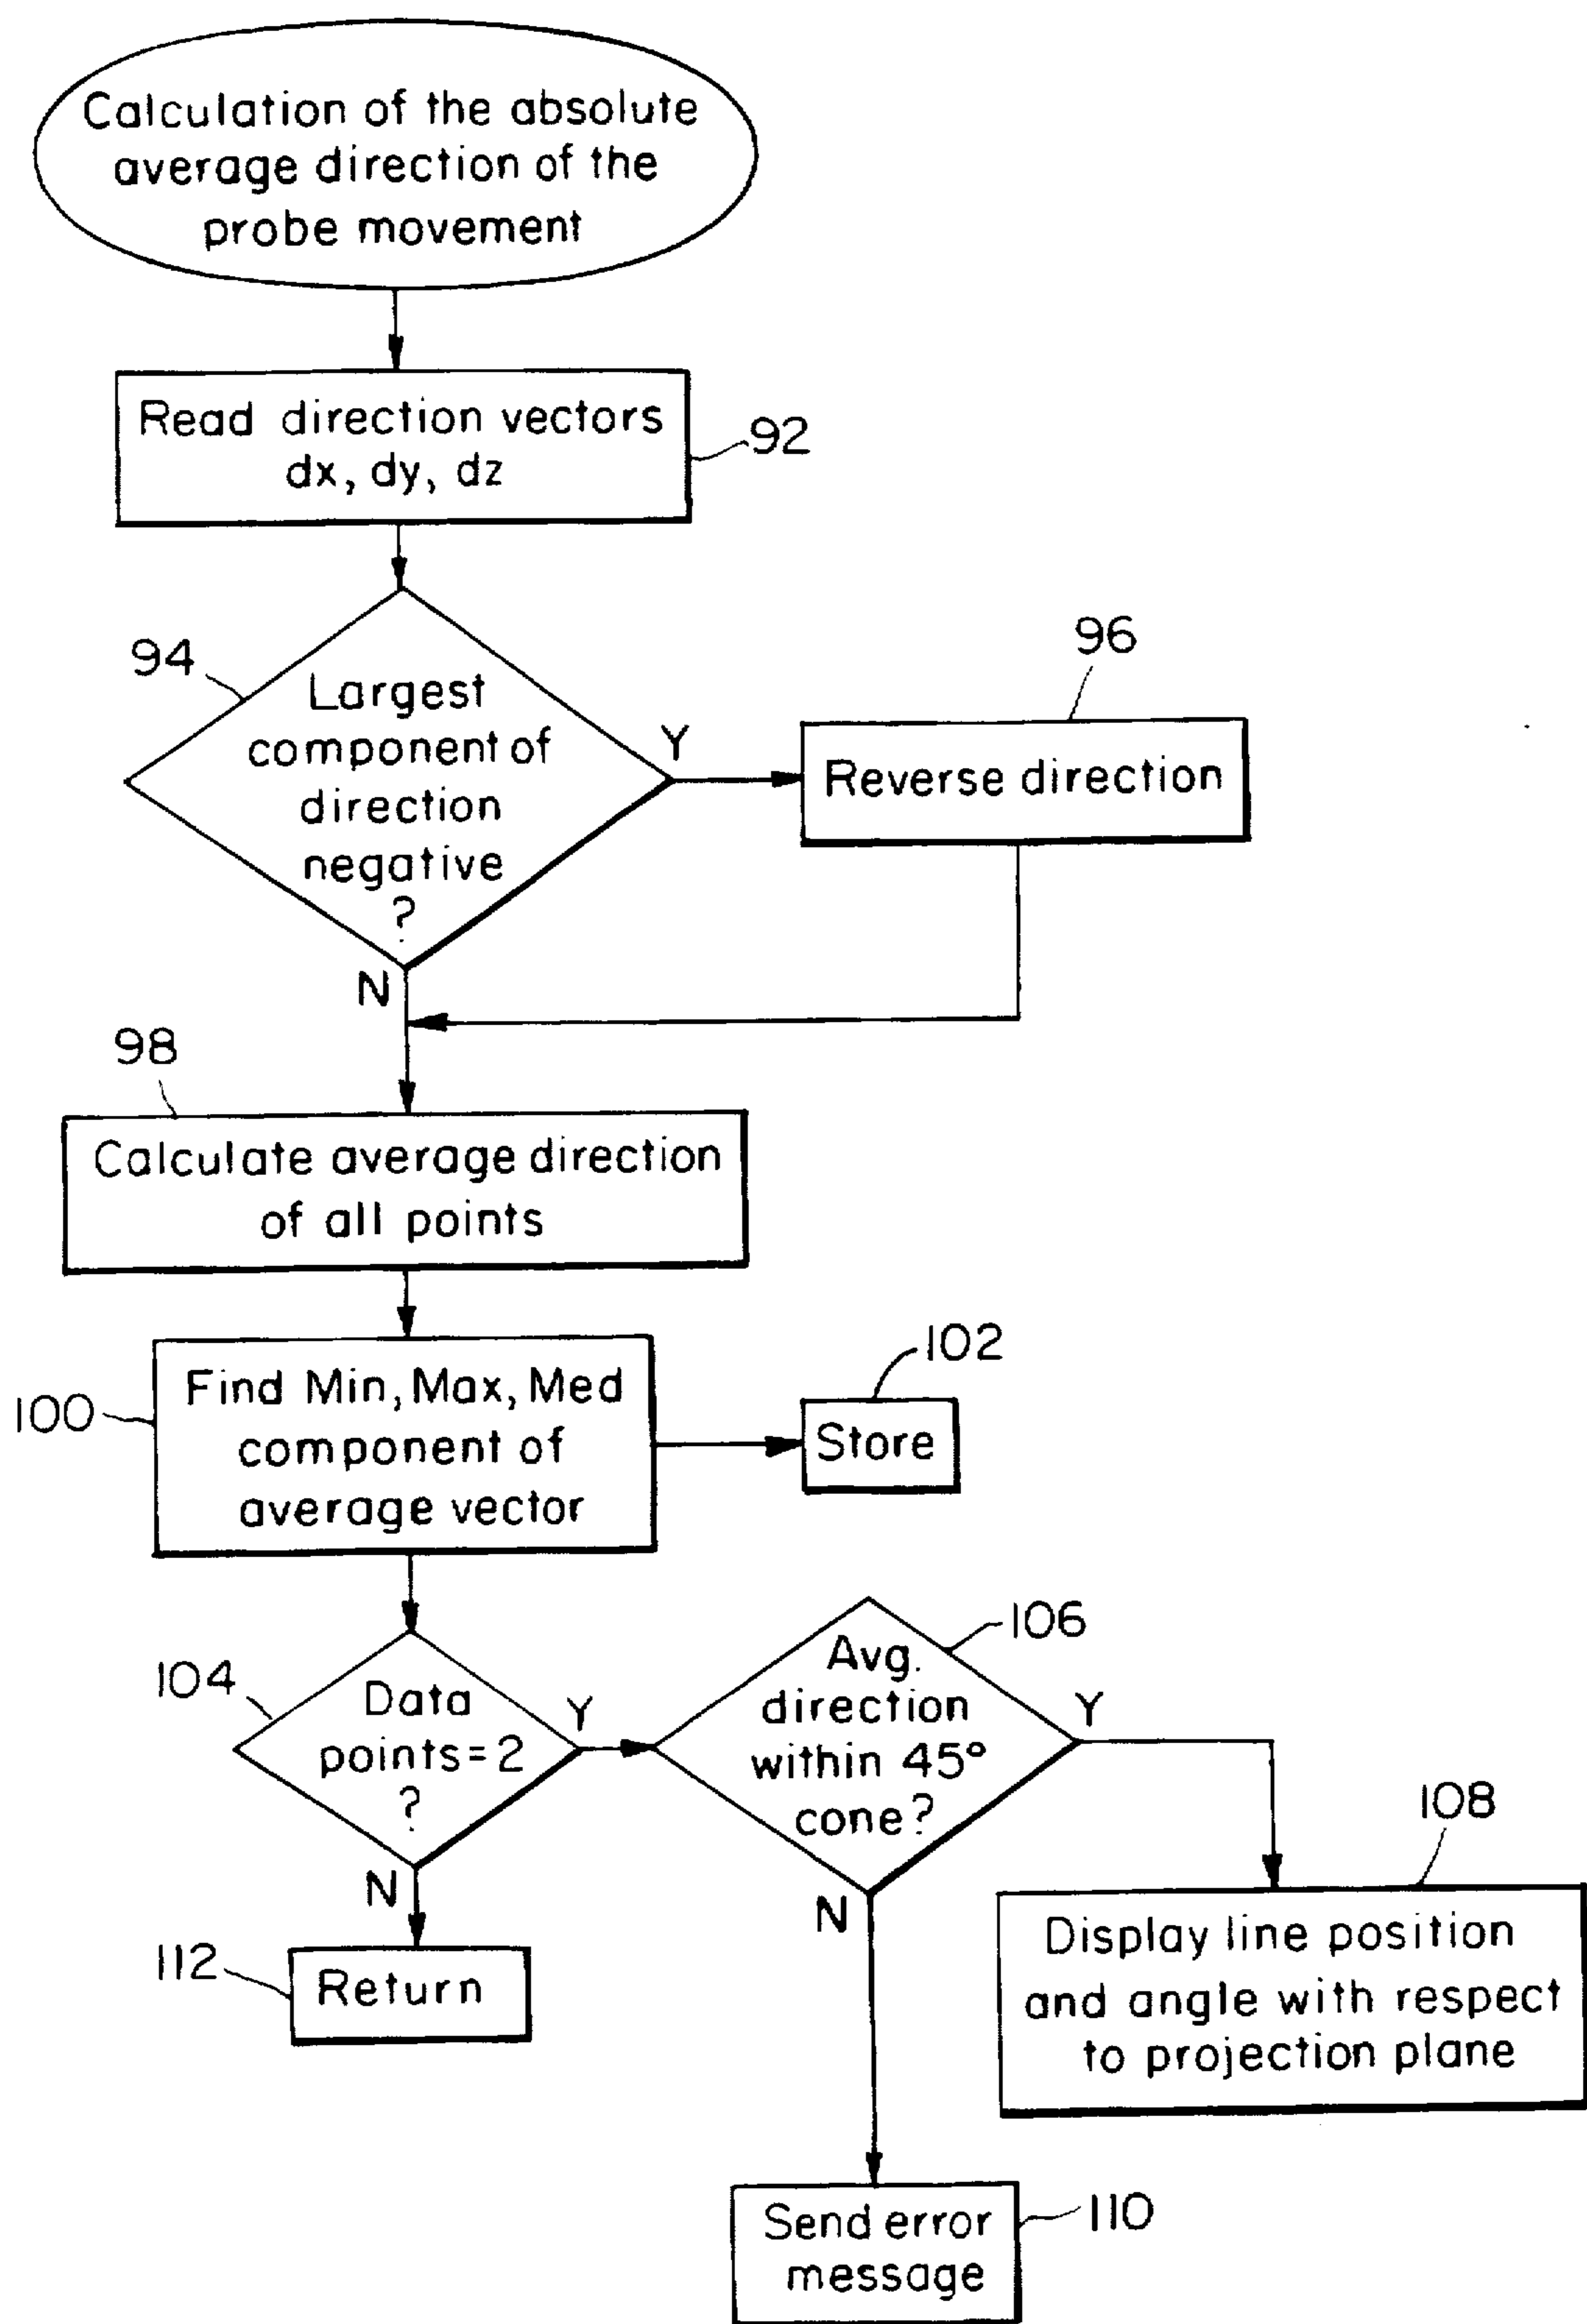 Calculation of the absolute
average direction of the
probe movement
Read direction vectors
dx, dy, dz
92
94
Largest
component of
direction
negative
?
Y
N
96
Reverse direction
98
Calculate average direction
of all points
100
Find Min, Max, Med
component of
average vector
102
Store
104
Data
points=2
?
Y
N
106
Avg.
direction
within 45°
cone?
Y
N
108
Display line position
and angle with respect
to projection plane
112
Return
Send error
message
110